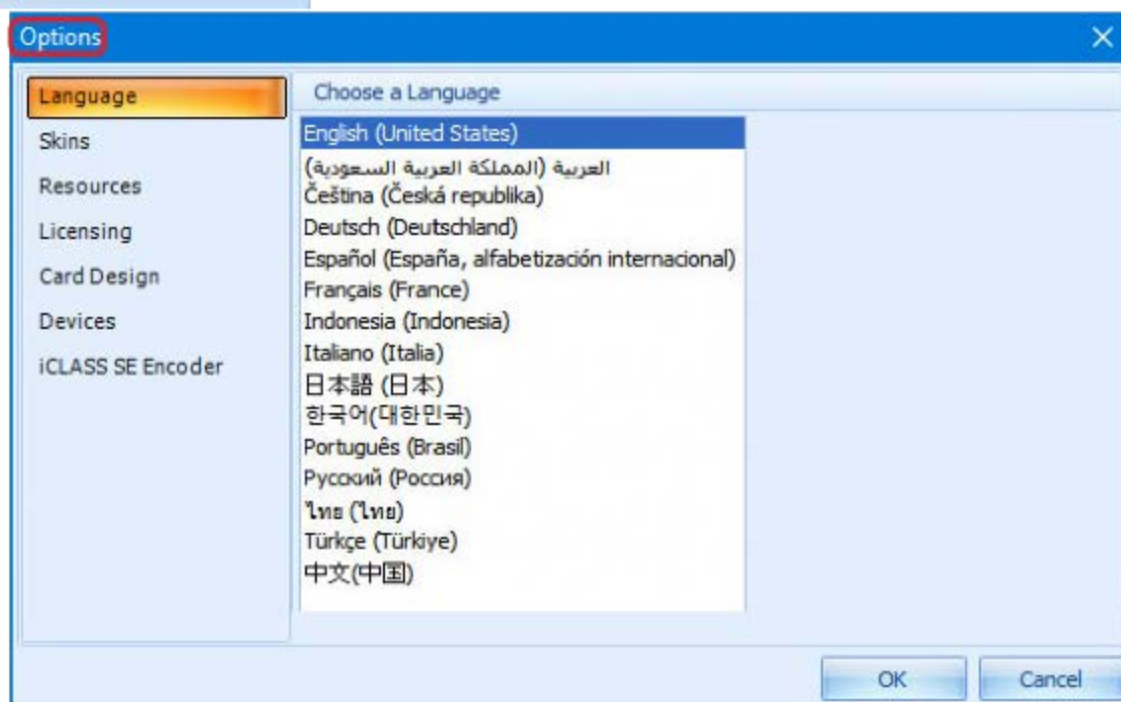 Options
Language
Skins
Resources
Licensing
Card Design
Devices
iCLASS SE Encoder
Choose a Language
English (United States)
العربية (المملكة العربية السعودية)
Čeština (Česká republika)
Deutsch (Deutschland)
Español (España, alfabetización internacional)
Français (France)
Indonesia (Indonesia)
Italiano (Italia)
日本語 (日本)
한국어(대한민국)
Português (Brasil)
Русский (Россия)
ไทย (ไทย)
Türkçe (Türkiye)
中文(中国)
OK
Cancel